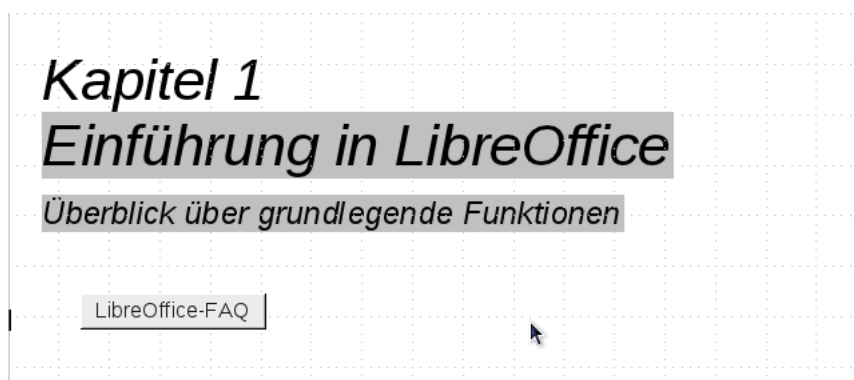 Kapitel 1
Einführung in LibreOffice
Überblick über grundlegende Funktionen
LibreOffice-FAQ